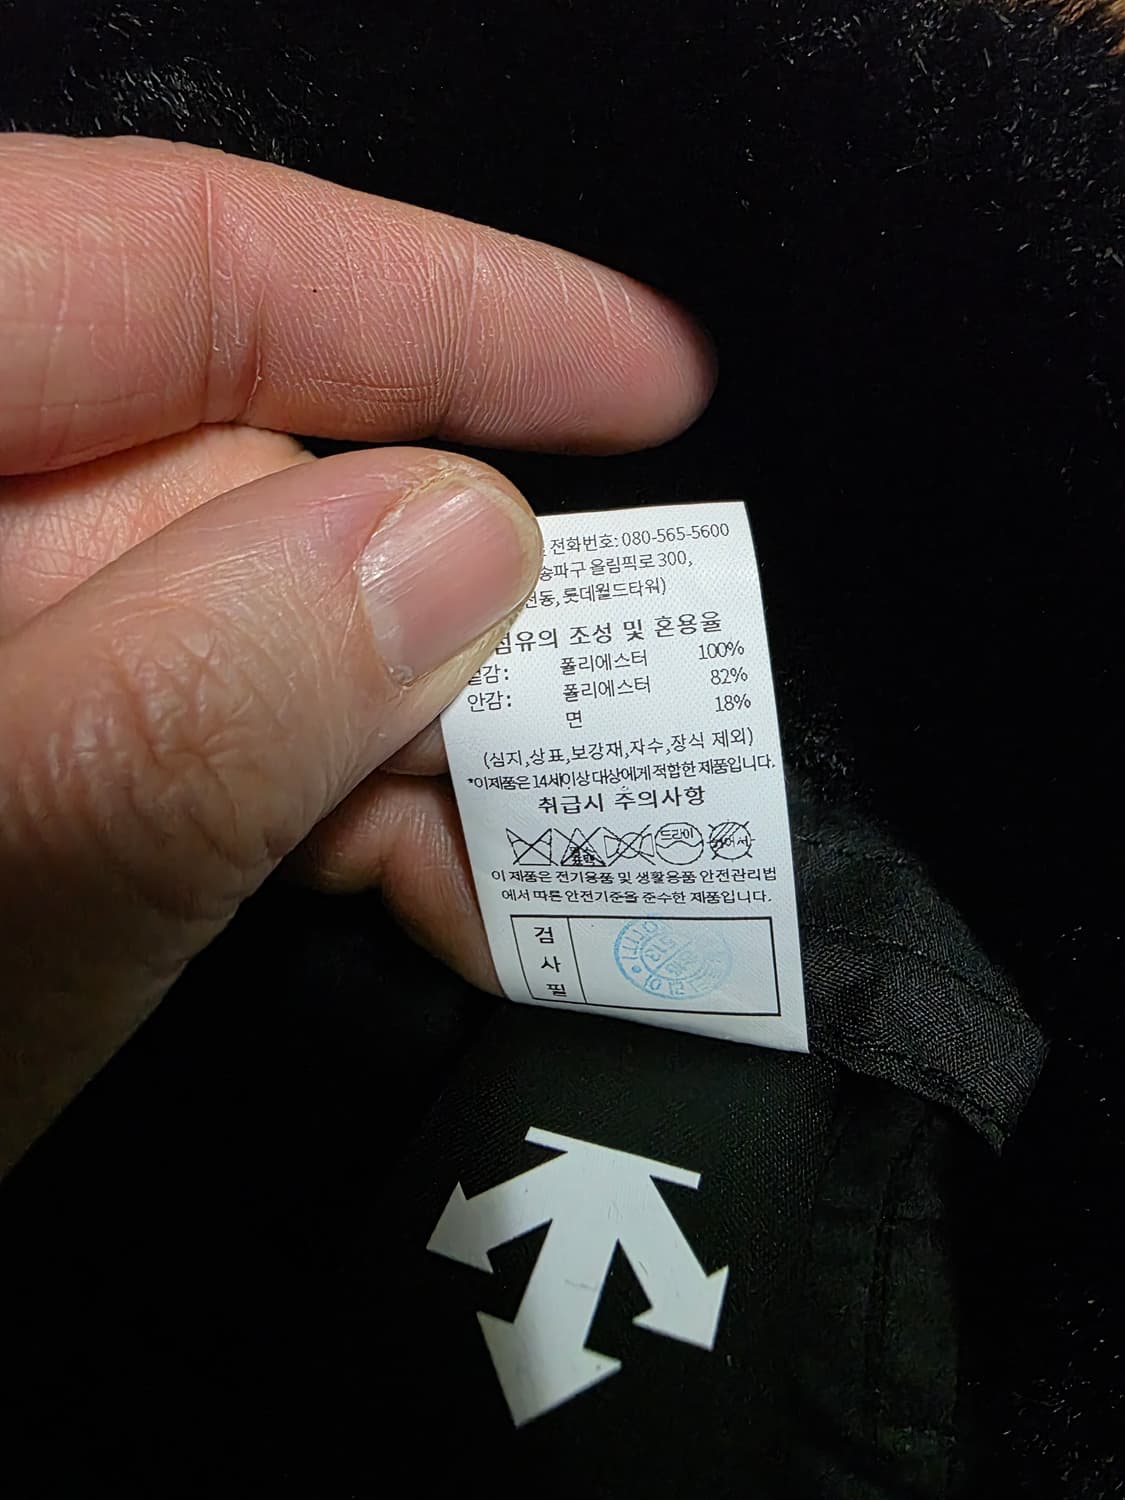 전화번호: 080-565-5600
송파구 올림픽로 300,
전동, 롯데월드타워)
섬유의 조성 및 혼용율
겉감: 폴리에스터 100%
안감: 폴리에스터 82%
면 18%
(심지,상표,보강재,자수,장식 제외)
*이제품은 14세이상 대상에게 적합한 제품입니다.
취급시 주의사항
드라이
이 제품은 전기용품 및 생활용품 안전관리법
에서 따른 안전기준을 준수한 제품입니다.
검
사
필